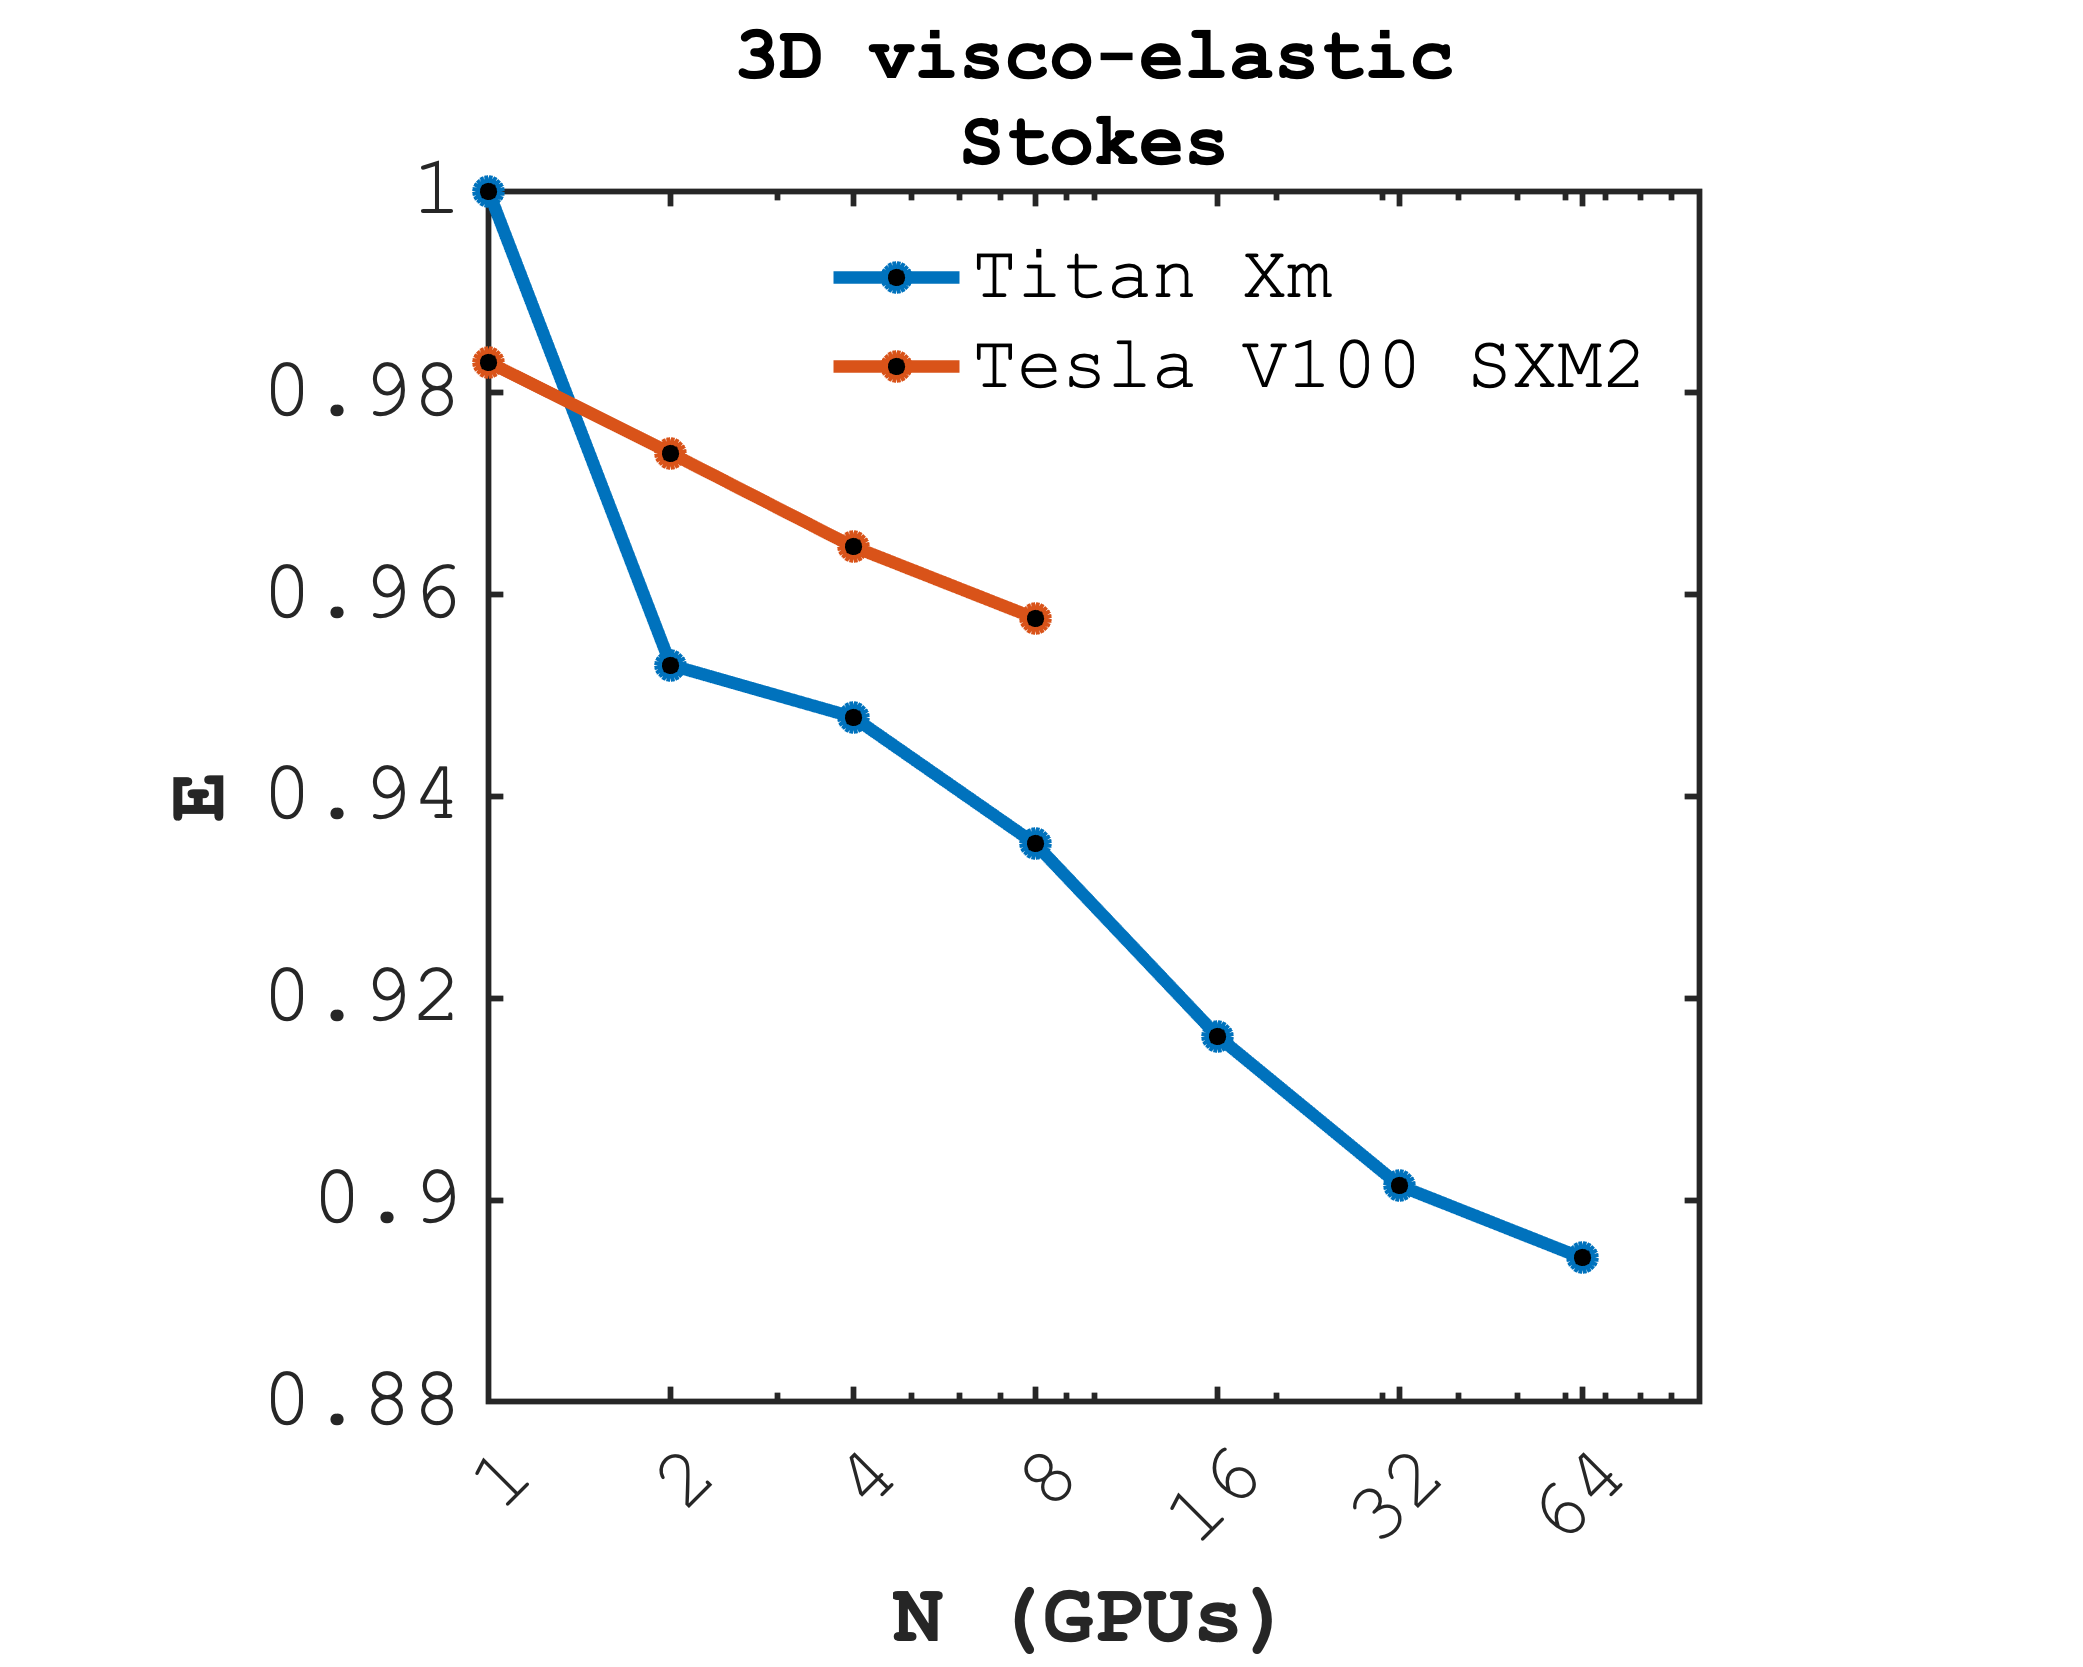 3D visco-elastic
Stokes
1
Titan Xm
Tesla V100 SXM2
0.98
0.96
E
0.94
0.92
0.9
0.88
1 2 4 8 16 32 64
N (GPUs)